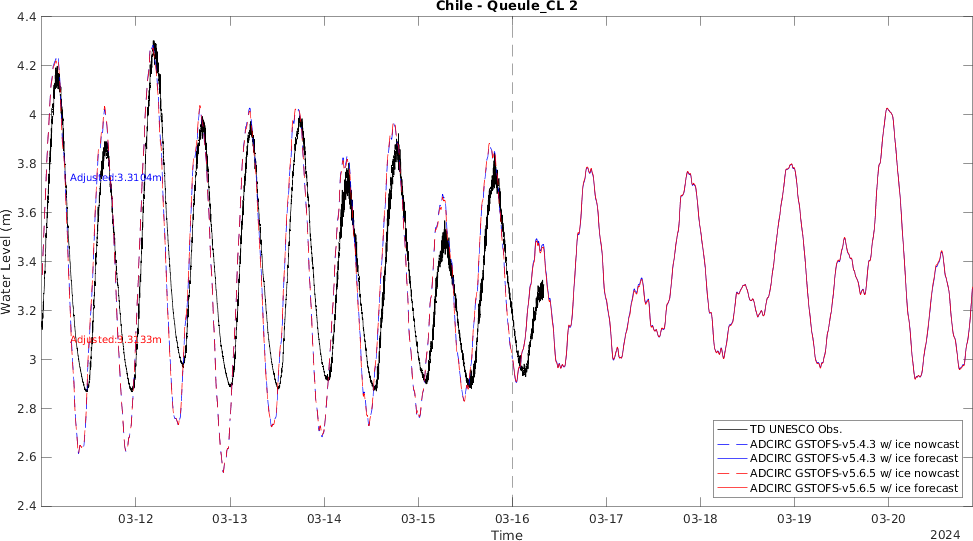 Chile - Queule_CL 2
Water Level (m)
4.4
4.2
4
3.8
3.6
3.4
3.2
3
2.8
2.6
2.4
Adjusted:3.3104m
TD UNESCO Obs.
ADCIRC GSTOFS-v5.4.3 w/ ice nowcast
ADCIRC GSTOFS-v5.4.3 w/ ice forecast
ADCIRC GSTOFS-v5.6.5 w/ ice nowcast
ADCIRC GSTOFS-v5.6.5 w/ ice forecast
03-12
03-13
03-14
03-15
03-16
03-17
03-18
03-19
03-20
Time
2024